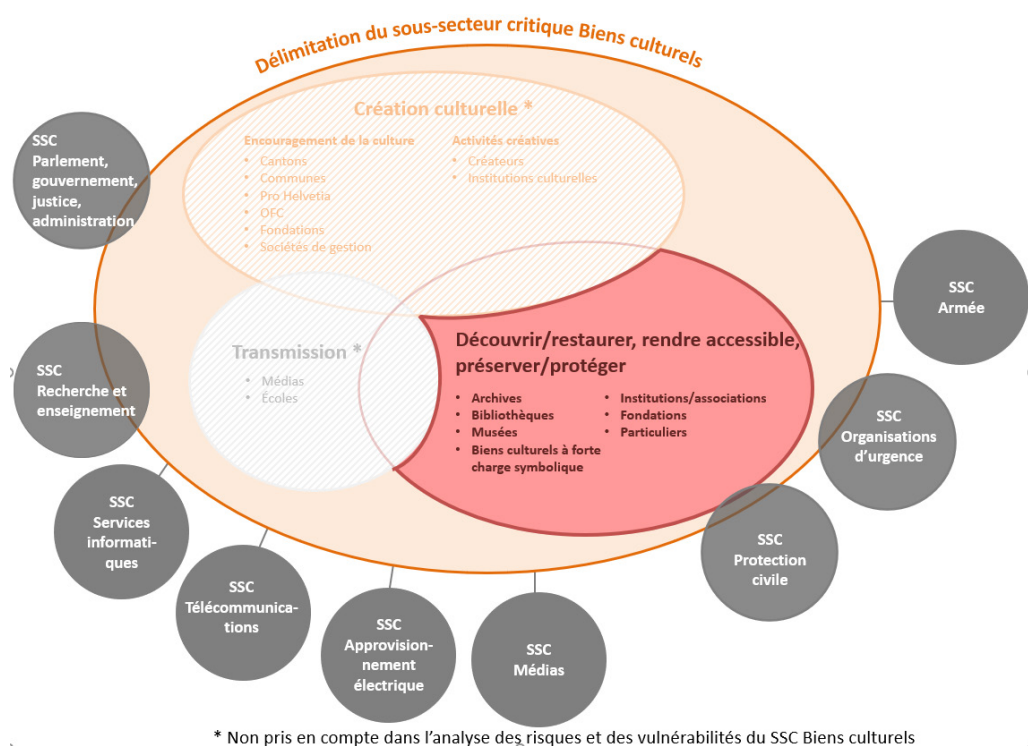 Délimitation du sous-secteur critique Biens culturels
Création culturelle *
Encouragement de la culture
• Cantons
• Communes
• Pro Helvetia
• OFC
• Fondations
• Sociétés de gestion
Activités créatives
• Créateurs
• Institutions culturelles
SSC
Parlement,
gouvernement,
justice,
administration
SSC
Armée
Transmission *
• Médias
• Écoles
Découvrir/restaurer, rendre accessible,
préserver/protéger
• Archives
• Bibliothèques
• Musées
• Biens culturels à forte
charge symbolique
• Institutions/associations
• Fondations
• Particuliers
SSC
Recherche et
enseignement
SSC
Organisations
d'urgence
SSC
Services
informati-
ques
SSC
Protection
civile
SSC
Télécommunica-
tions
SSC
Approvision-
nement
électrique
SSC
Médias
* Non pris en compte dans l'analyse des risques et des vulnérabilités du SSC Biens culturels